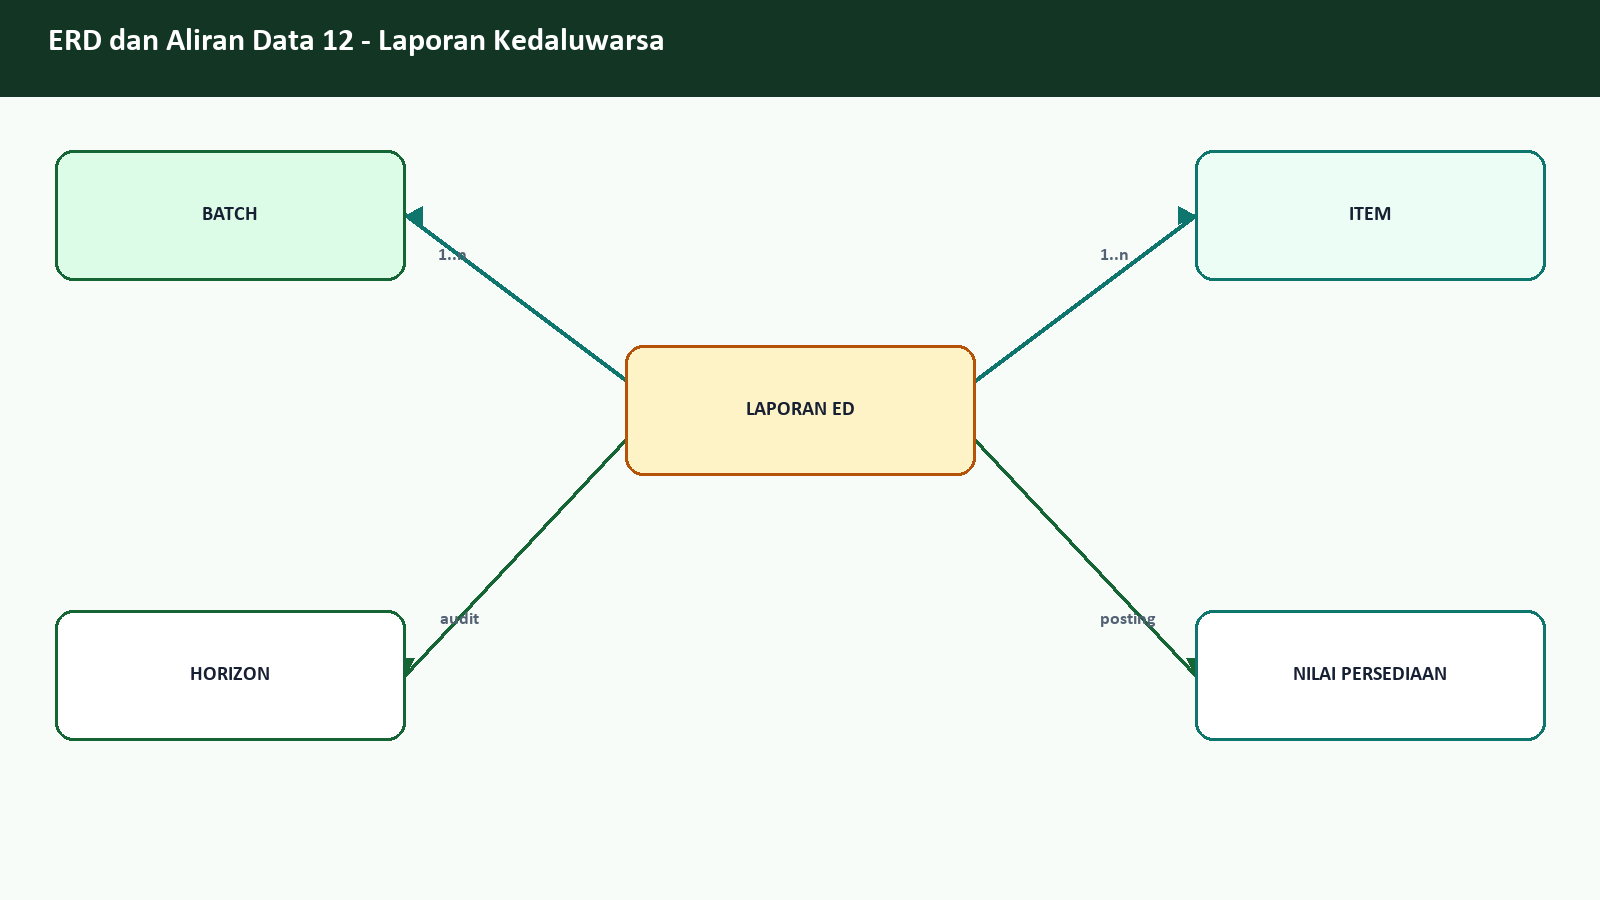 ERD dan Aliran Data 12 - Laporan Kedaluwarsa
BATCH
ITEM
1..n
1..n
LAPORAN ED
audit
posting
HORIZON
NILAI PERSEDIAAN